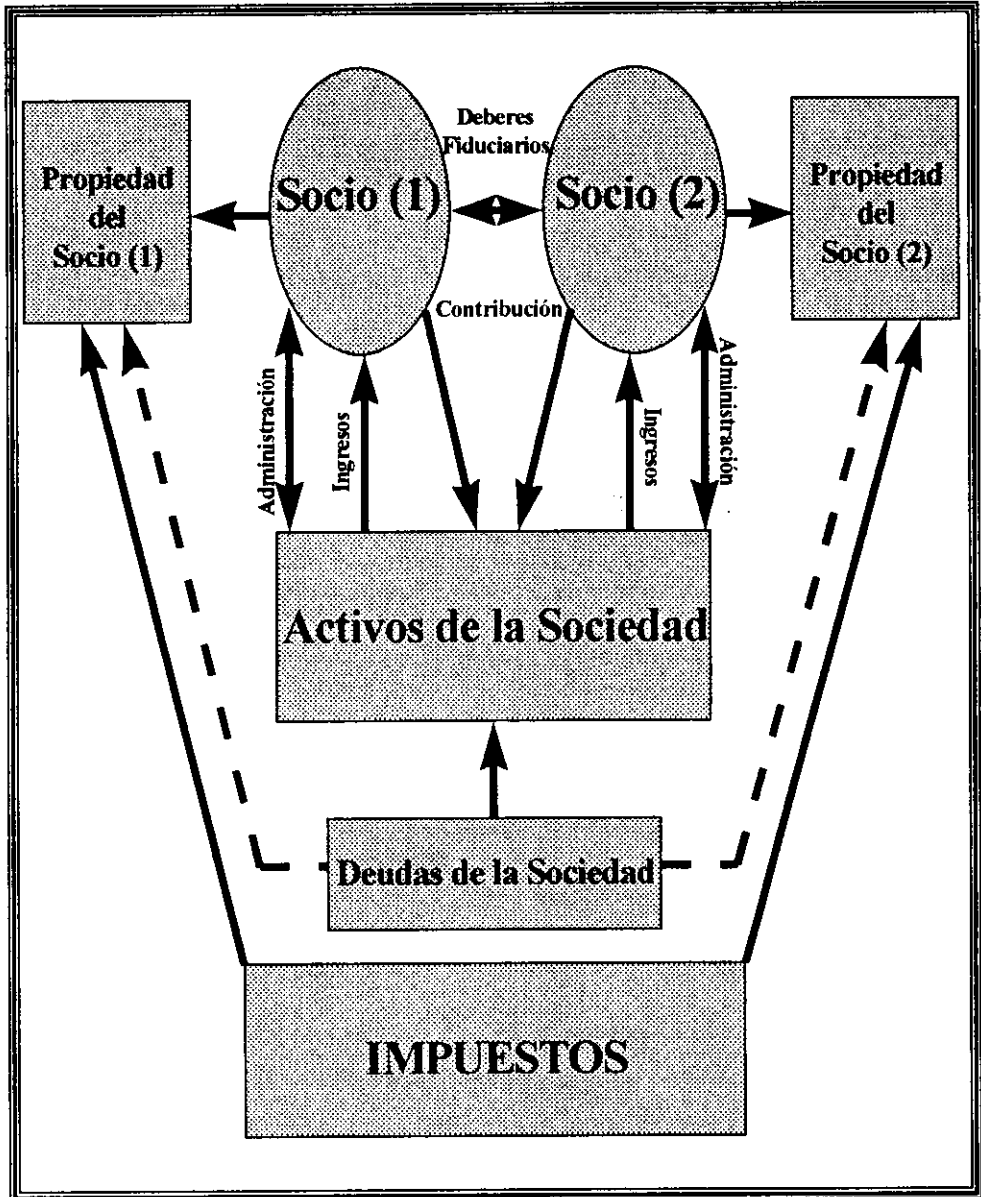 Deberes
Fiduciarios
Propiedad
del
Socio (1)
Socio (1)
Socio (2)
Propiedad
del
Socio (2)
Contribución
Administración
Ingresos
Ingresos
Administración
Activos de la Sociedad
Deudas de la Sociedad
IMPUESTOS